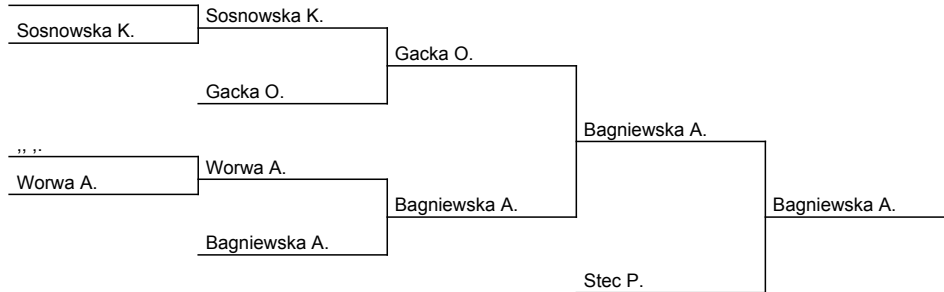 Sosnowska K.
Sosnowska K.
Gacka O.
Gacka O.
,, ,.
Worwa A.
Worwa A.
Bagniewska A.
Bagniewska A.
Bagniewska A.
Stec P.
Bagniewska A.